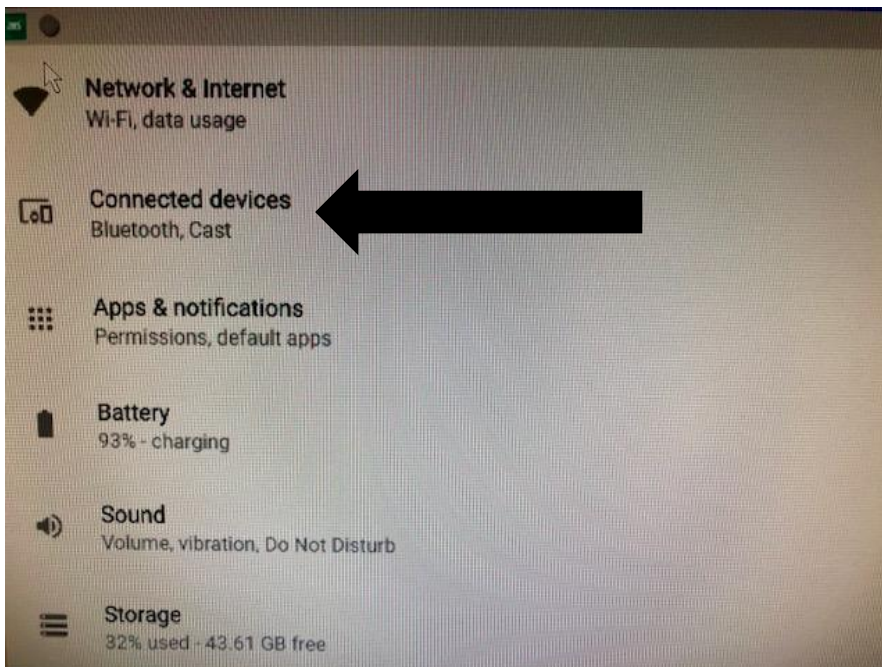 Network & Internet
Wi-Fi, data usage
Connected devices
Bluetooth, Cast
Apps & notifications
Permissions, default apps
Battery
93% - charging
Sound
Volume, vibration, Do Not Disturb
Storage
32% used - 43.61 GB free